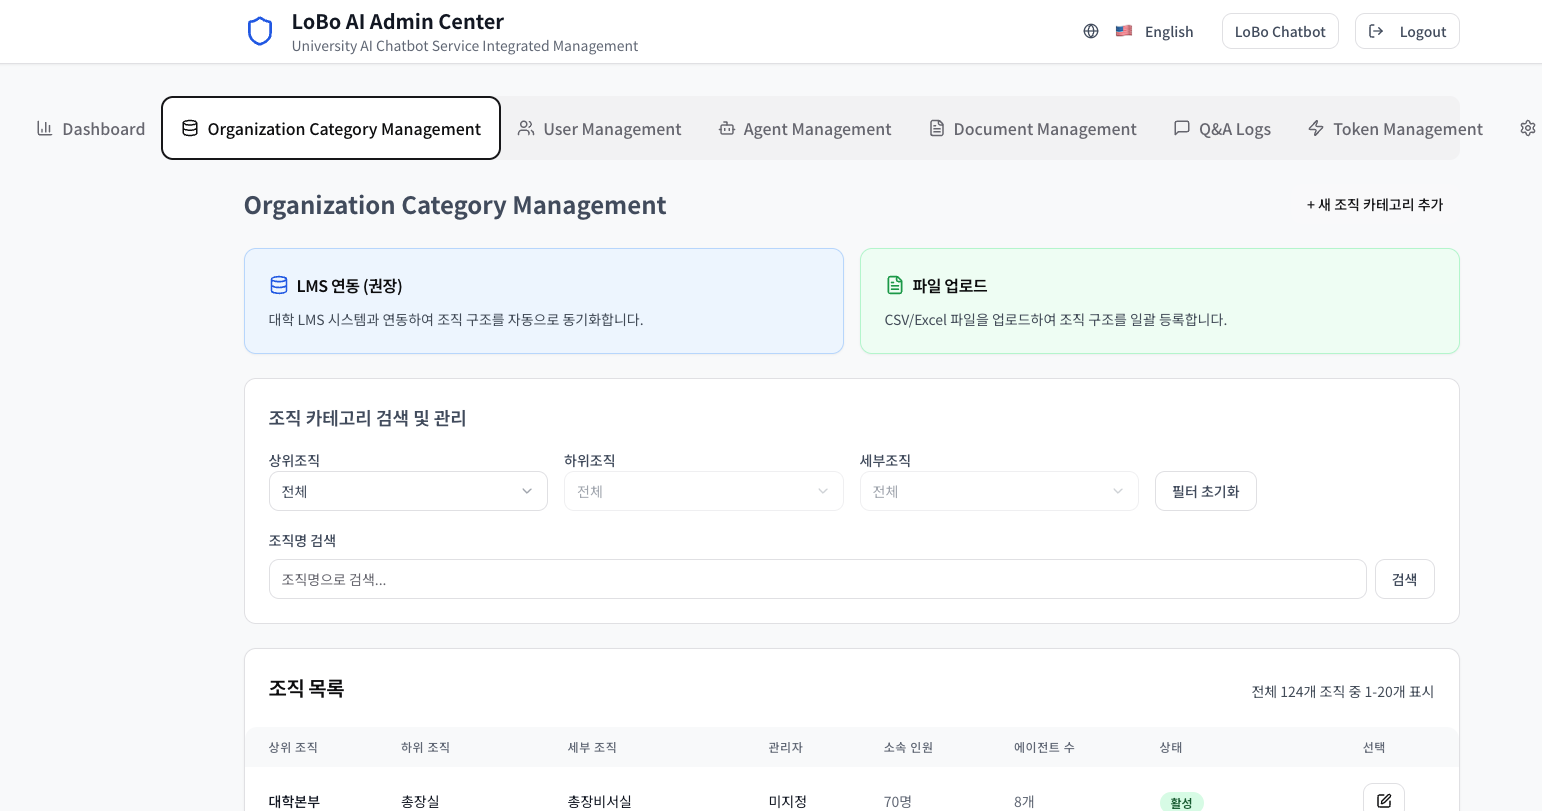 LoBo AI Admin Center
University AI Chatbot Service Integrated Management
English
LoBo Chatbot
Logout
Dashboard
Organization Category Management
User Management
Agent Management
Document Management
Q&A Logs
Token Management
Organization Category Management
+ 새 조직 카테고리 추가
LMS 연동 (권장)
대학 LMS 시스템과 연동하여 조직 구조를 자동으로 동기화합니다.
파일 업로드
CSV/Excel 파일을 업로드하여 조직 구조를 일괄 등록합니다.
조직 카테고리 검색 및 관리
상위조직
하위조직
세부조직
전체
전체
전체
필터 초기화
조직명 검색
조직명으로 검색...
검색
조직 목록
전체 124개 조직 중 1-20개 표시
상위 조직
하위 조직
세부 조직
관리자
소속 인원
에이전트 수
상태
선택
대학본부
총장실
총장비서실
미지정
70명
8개
활성